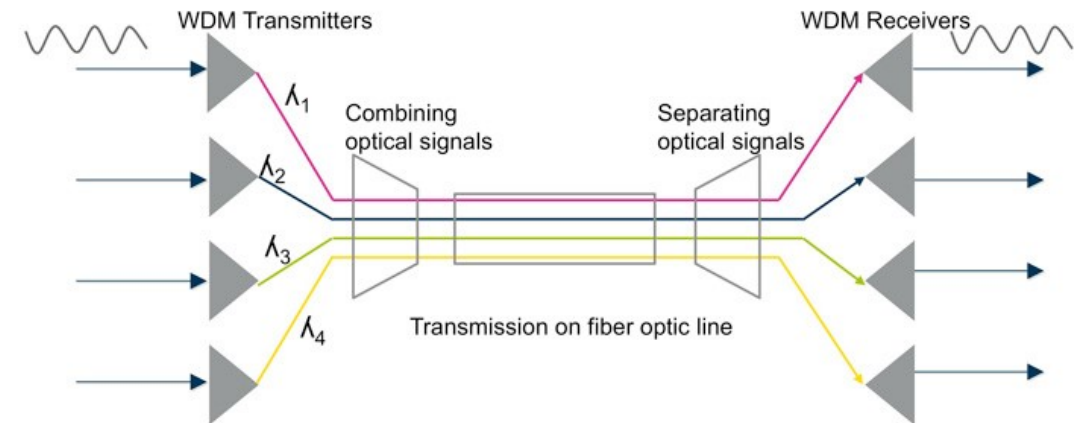 WDM Transmitters
WDM Receivers
λ1
Combining
optical signals
Separating
optical signals
λ2
λ3
λ4
Transmission on fiber optic line